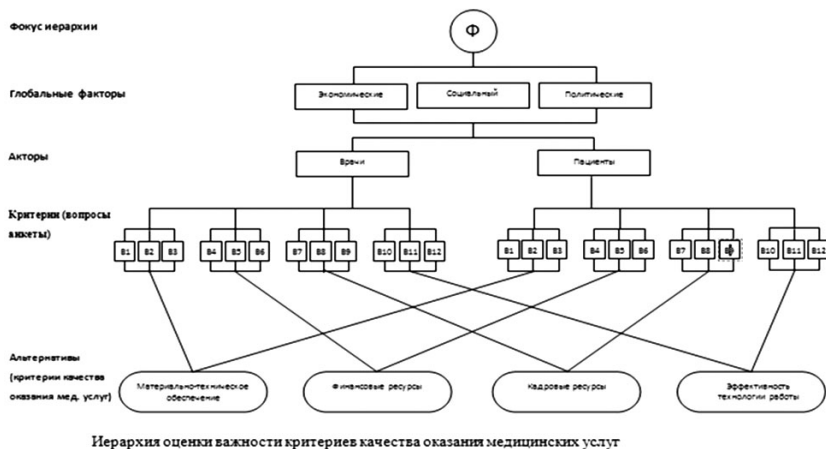 Фокус иерархии
Ф
Глобальные факторы
Экономические
Социальный
Политические
Акторы
Врачи
Пациенты
Критерии (вопросы
анкеты)
В1 В2 В3 В4 В5 В6 В7 В8 В9 В10 В11 В12 В1 В2 В3 В4 В5 В6 В7 В8 В10 В11 В12
Альтернативы
(критерии качества
оказания мед. услуг)
Материально-техническое
обеспечение
Финансовые ресурсы
Кадровые ресурсы
Эффективность
технологии работы
Иерархия оценки важности критериев качества оказания медицинских услуг